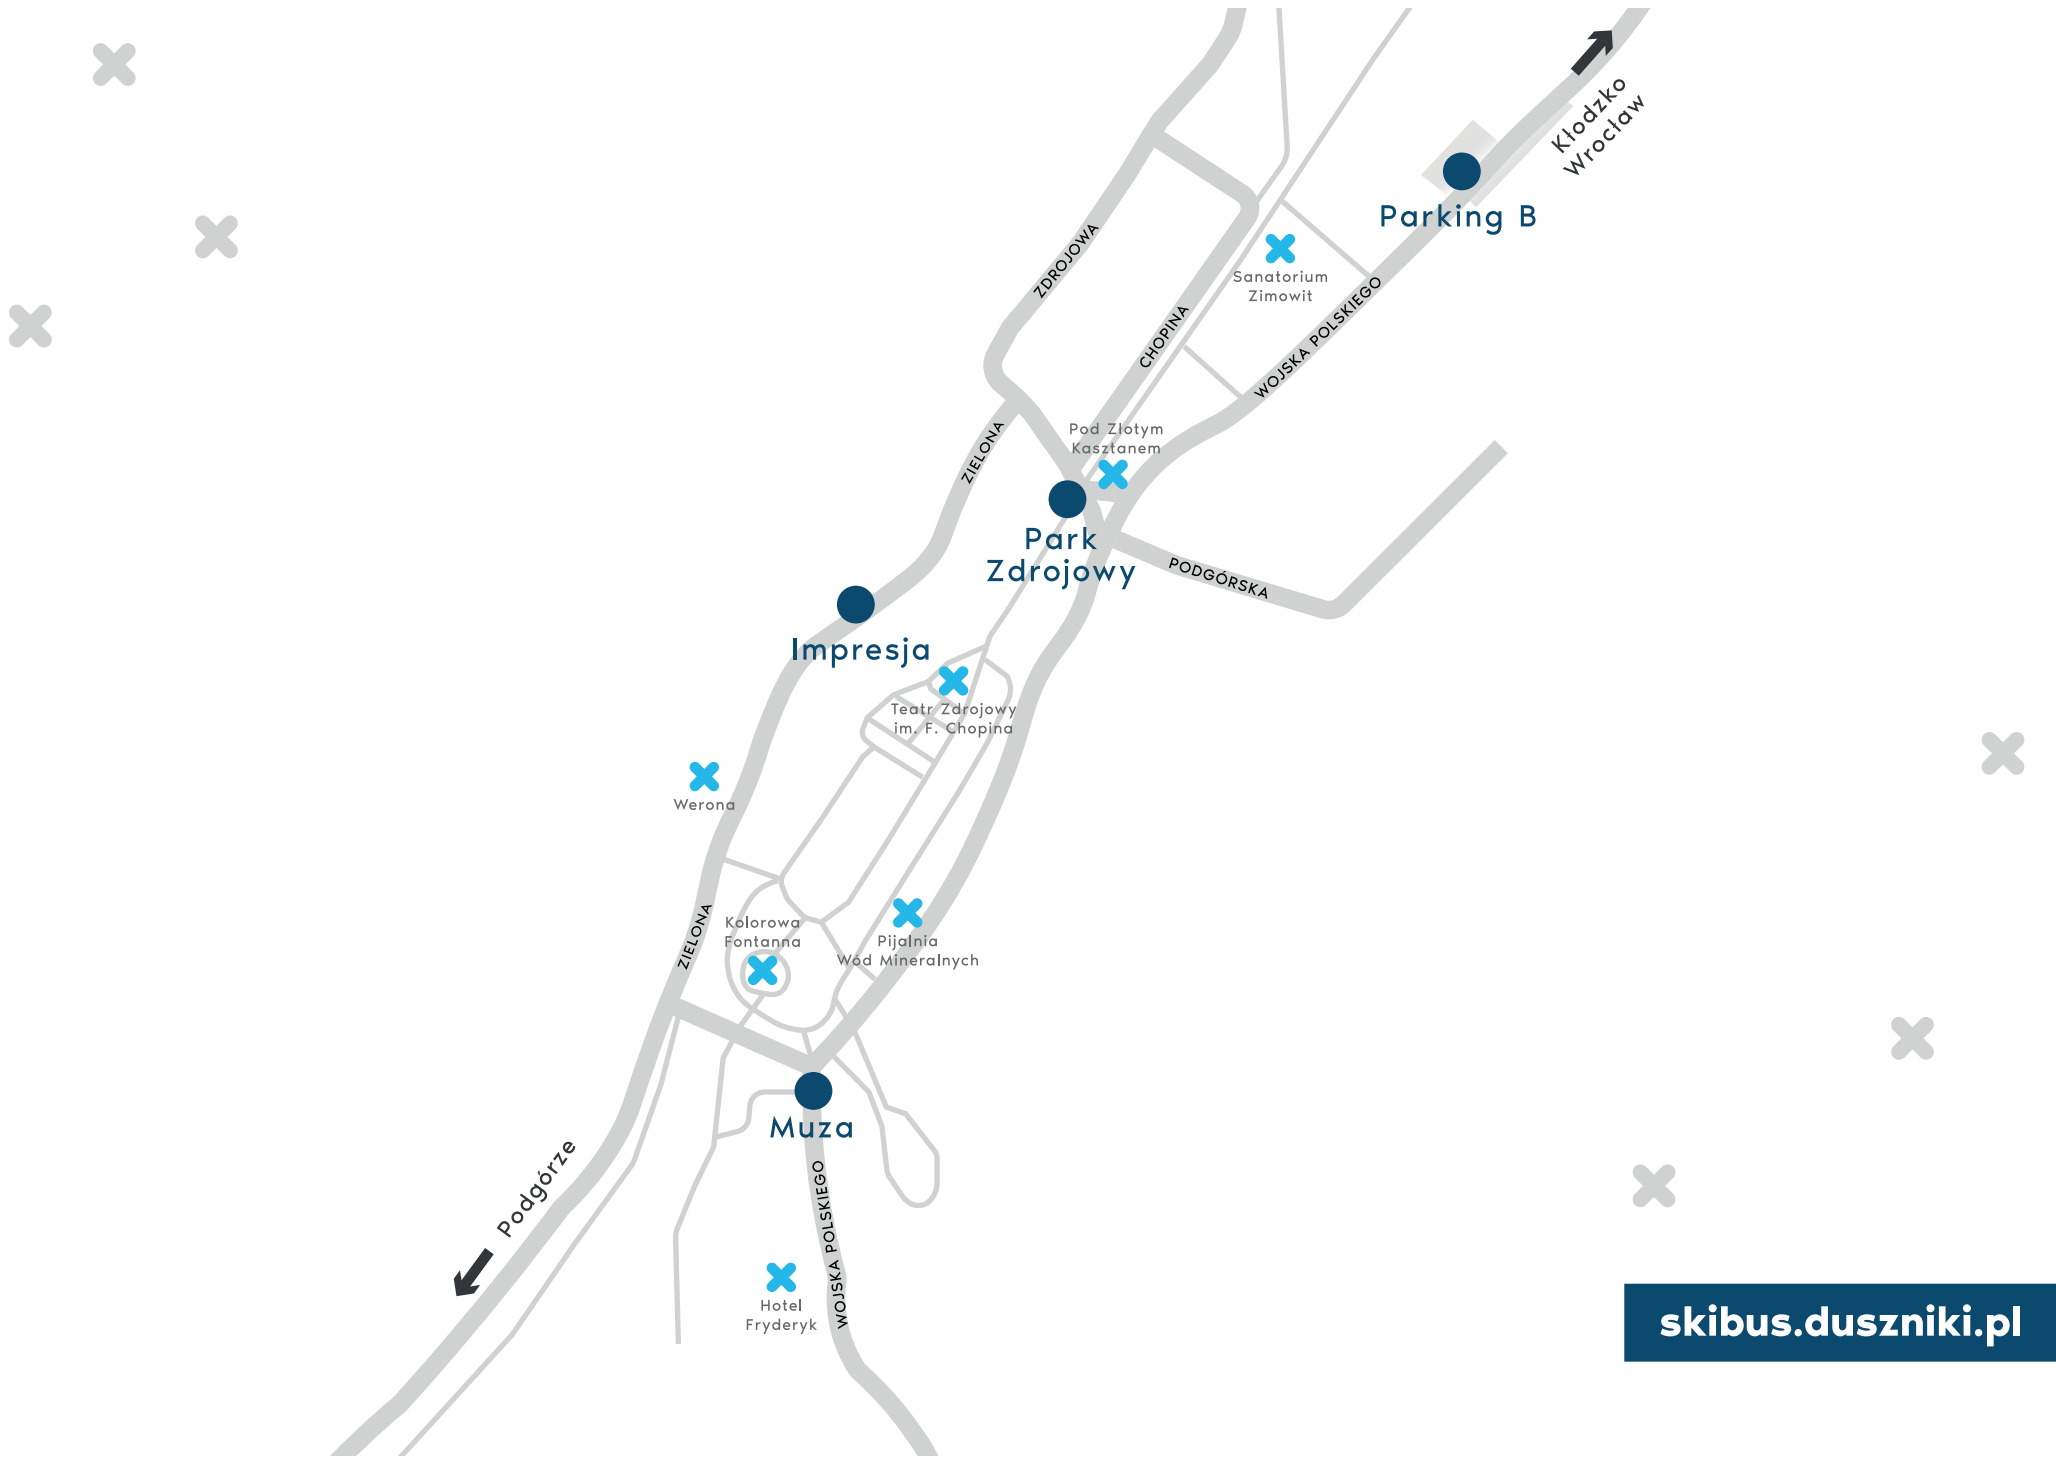 Kłodzko
Wrocław
Parking B
ZDROJOWA
Sanatorium
Zimowit
CHOPINA
WOJSKA POLSKIEGO
ZIELONA
Pod Złotym
Kasztanem
Park
Zdrojowy
PODGÓRSKA
Impresja
Teatr Zdrojowy
im. F. Chopina
Werona
ZIELONA
Kolorowa
Fontanna
Pijalnia
Wód Mineralnych
Muza
Podgórze
WOJSKA POLSKIEGO
Hotel
Fryderyk
skibus.duszniki.pl